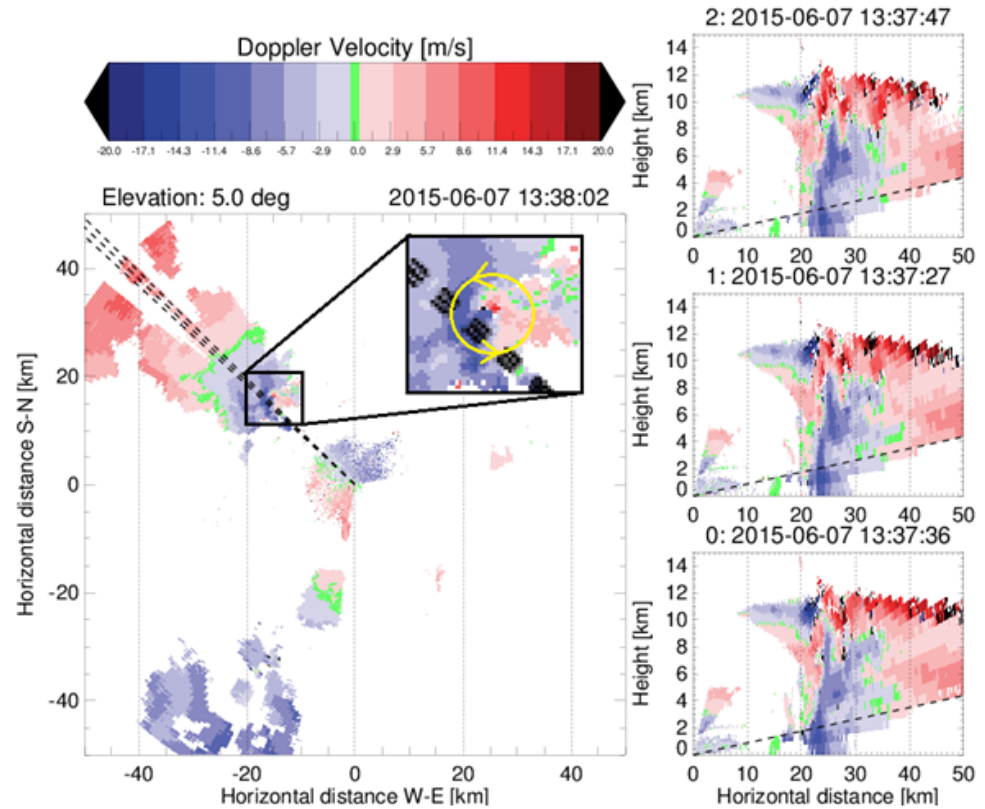 Doppler Velocity [m/s]
-20.0 -17.1 -14.3 -11.4 -8.6 -5.7 -2.9 0.0 2.9 5.7 8.6 11.4 14.3 17.1 20.0
Elevation: 5.0 deg 2015-06-07 13:38:02
Horizontal distance S-N [km]
40
20
0
-20
-40
-40 -20 0 20 40
Horizontal distance W-E [km]
2: 2015-06-07 13:37:47
Height [km]
14
12
10
8
6
4
2
0
0 10 20 30 40 50
1: 2015-06-07 13:37:27
Height [km]
14
12
10
8
6
4
2
0
0 10 20 30 40 50
0: 2015-06-07 13:37:36
Height [km]
14
12
10
8
6
4
2
0
0 10 20 30 40 50
Horizontal distance [km]